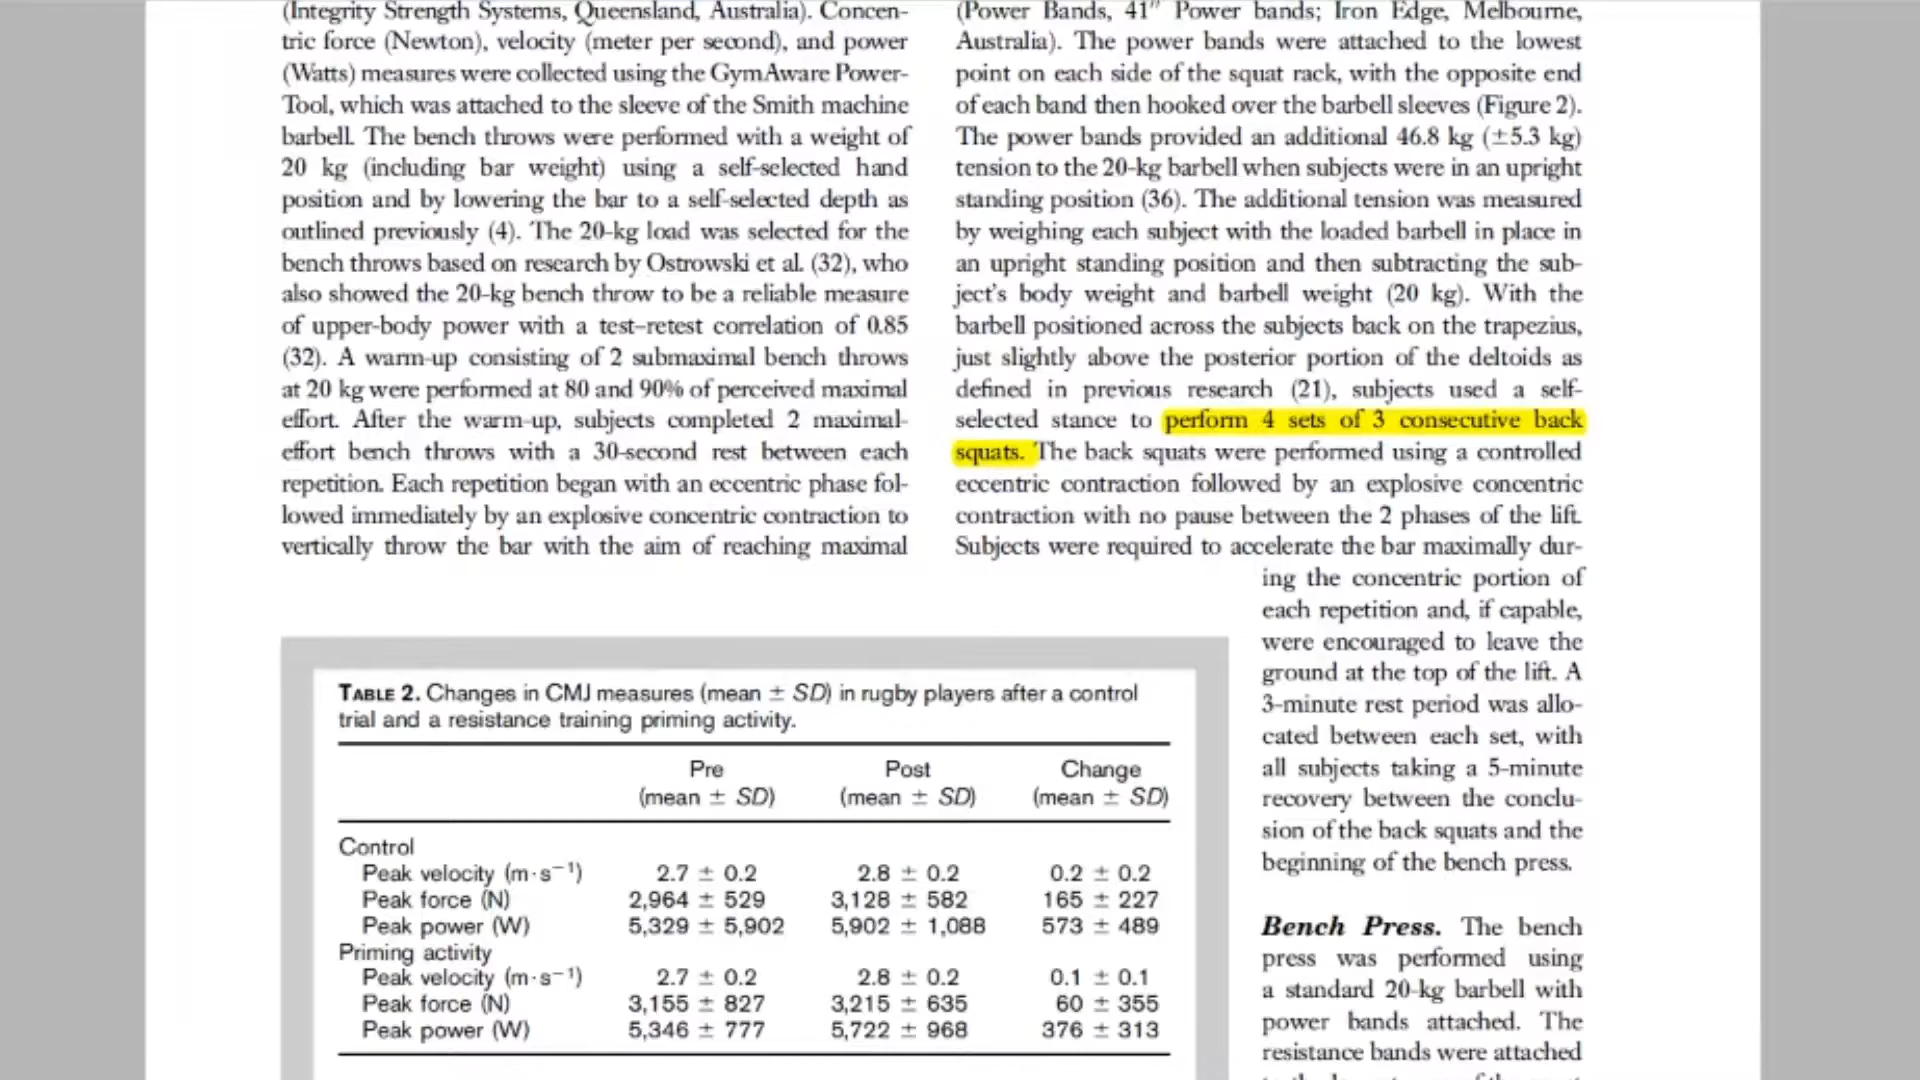 (Integrity Strength Systems, Queensland, Australia). Concen-
tric force (Newton), velocity (meter per second), and power
(Watts) measures were collected using the GymAware Power-
Tool, which was attached to the sleeve of the Smith machine
barbell. The bench throws were performed with a weight of
20 kg (including bar weight) using a self-selected hand
position and by lowering the bar to a self-selected depth as
outlined previously (4). The 20-kg load was selected for the
bench throws based on research by Ostrowski et al. (32), who
also showed the 20-kg bench throw to be a reliable measure
of upper-body power with a test–retest correlation of 0.85
(32). A warm-up consisting of 2 submaximal bench throws
at 20 kg were performed at 80 and 90% of perceived maximal
effort. After the warm-up, subjects completed 2 maximal-
effort bench throws with a 30-second rest between each
repetition. Each repetition began with an eccentric phase fol-
lowed immediately by an explosive concentric contraction to
vertically throw the bar with the aim of reaching maximal
(Power Bands, 41″ Power bands; Iron Edge, Melbourne,
Australia). The power bands were attached to the lowest
point on each side of the squat rack, with the opposite end
of each band then hooked over the barbell sleeves (Figure 2).
The power bands provided an additional 46.8 kg (±5.3 kg)
tension to the 20-kg barbell when subjects were in an upright
standing position (36). The additional tension was measured
by weighing each subject with the loaded barbell in place in
an upright standing position and then subtracting the sub-
ject's body weight and barbell weight (20 kg). With the
barbell positioned across the subjects back on the trapezius,
just slightly above the posterior portion of the deltoids as
defined in previous research (21), subjects used a self-
selected stance to perform 4 sets of 3 consecutive back
squats. The back squats were performed using a controlled
eccentric contraction followed by an explosive concentric
contraction with no pause between the 2 phases of the lift.
Subjects were required to accelerate the bar maximally dur-
ing the concentric portion of
each repetition and, if capable,
were encouraged to leave the
ground at the top of the lift. A
3-minute rest period was allo-
cated between each set, with
all subjects taking a 5-minute
recovery between the conclu-
sion of the back squats and the
beginning of the bench press.
Bench Press. The bench
press was performed using
a standard 20-kg barbell with
power bands attached. The
resistance bands were attached
TABLE 2. Changes in CMJ measures (mean ± SD) in rugby players after a control
trial and a resistance training priming activity.
Pre Post Change
(mean ± SD) (mean ± SD) (mean ± SD)
Control
Peak velocity (m·s⁻¹) 2.7 ± 0.2 2.8 ± 0.2 0.2 ± 0.2
Peak force (N) 2,964 ± 529 3,128 ± 582 165 ± 227
Peak power (W) 5,329 ± 5,902 5,902 ± 1,088 573 ± 489
Priming activity
Peak velocity (m·s⁻¹) 2.7 ± 0.2 2.8 ± 0.2 0.1 ± 0.1
Peak force (N) 3,155 ± 827 3,215 ± 635 60 ± 355
Peak power (W) 5,346 ± 777 5,722 ± 968 376 ± 313